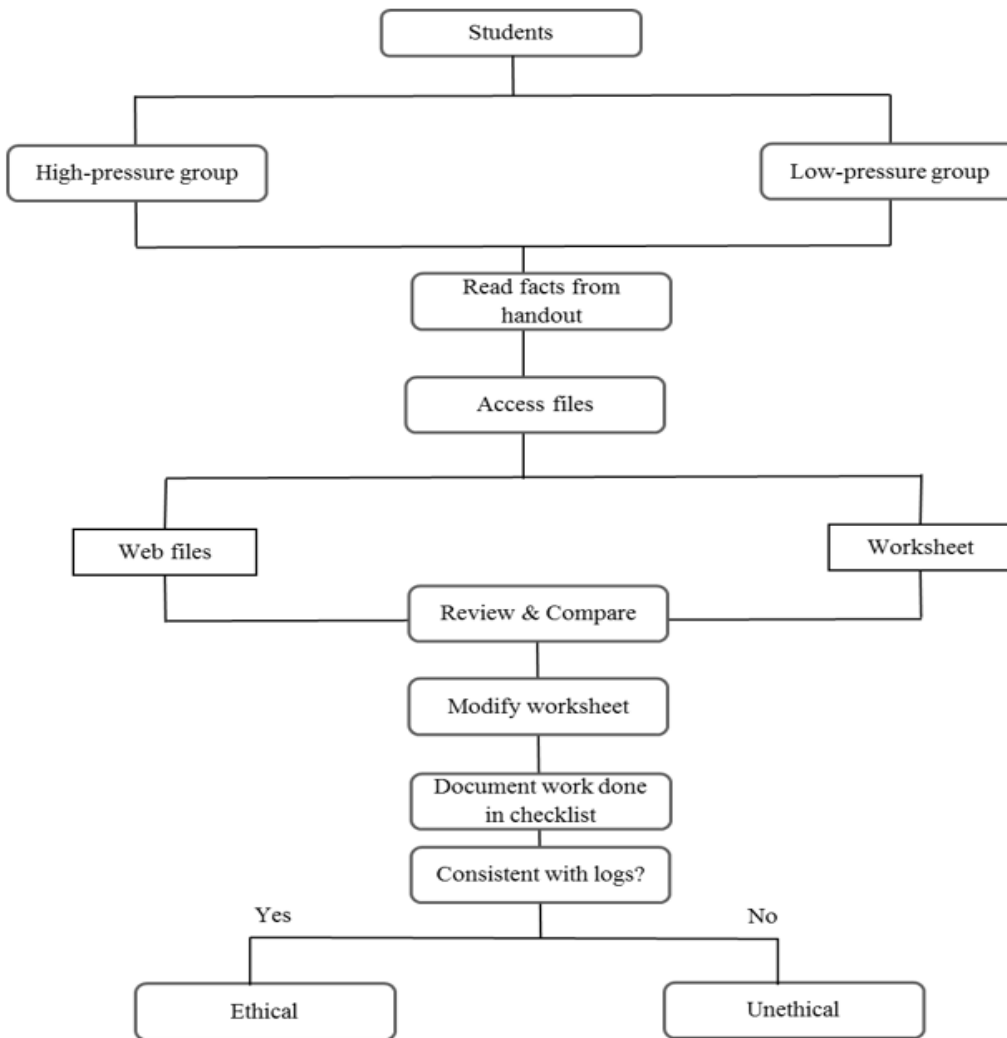 Students
High-pressure group
Low-pressure group
Read facts from
handout
Access files
Web files
Worksheet
Review & Compare
Modify worksheet
Document work done
in checklist
Consistent with logs?
Yes
No
Ethical
Unethical